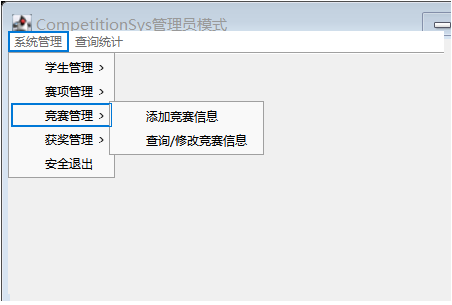 CompetitionSys管理员模式
系统管理 查询统计
学生管理 >
赛项管理 >
竞赛管理 > 添加竞赛信息
获奖管理 > 查询/修改竞赛信息
安全退出